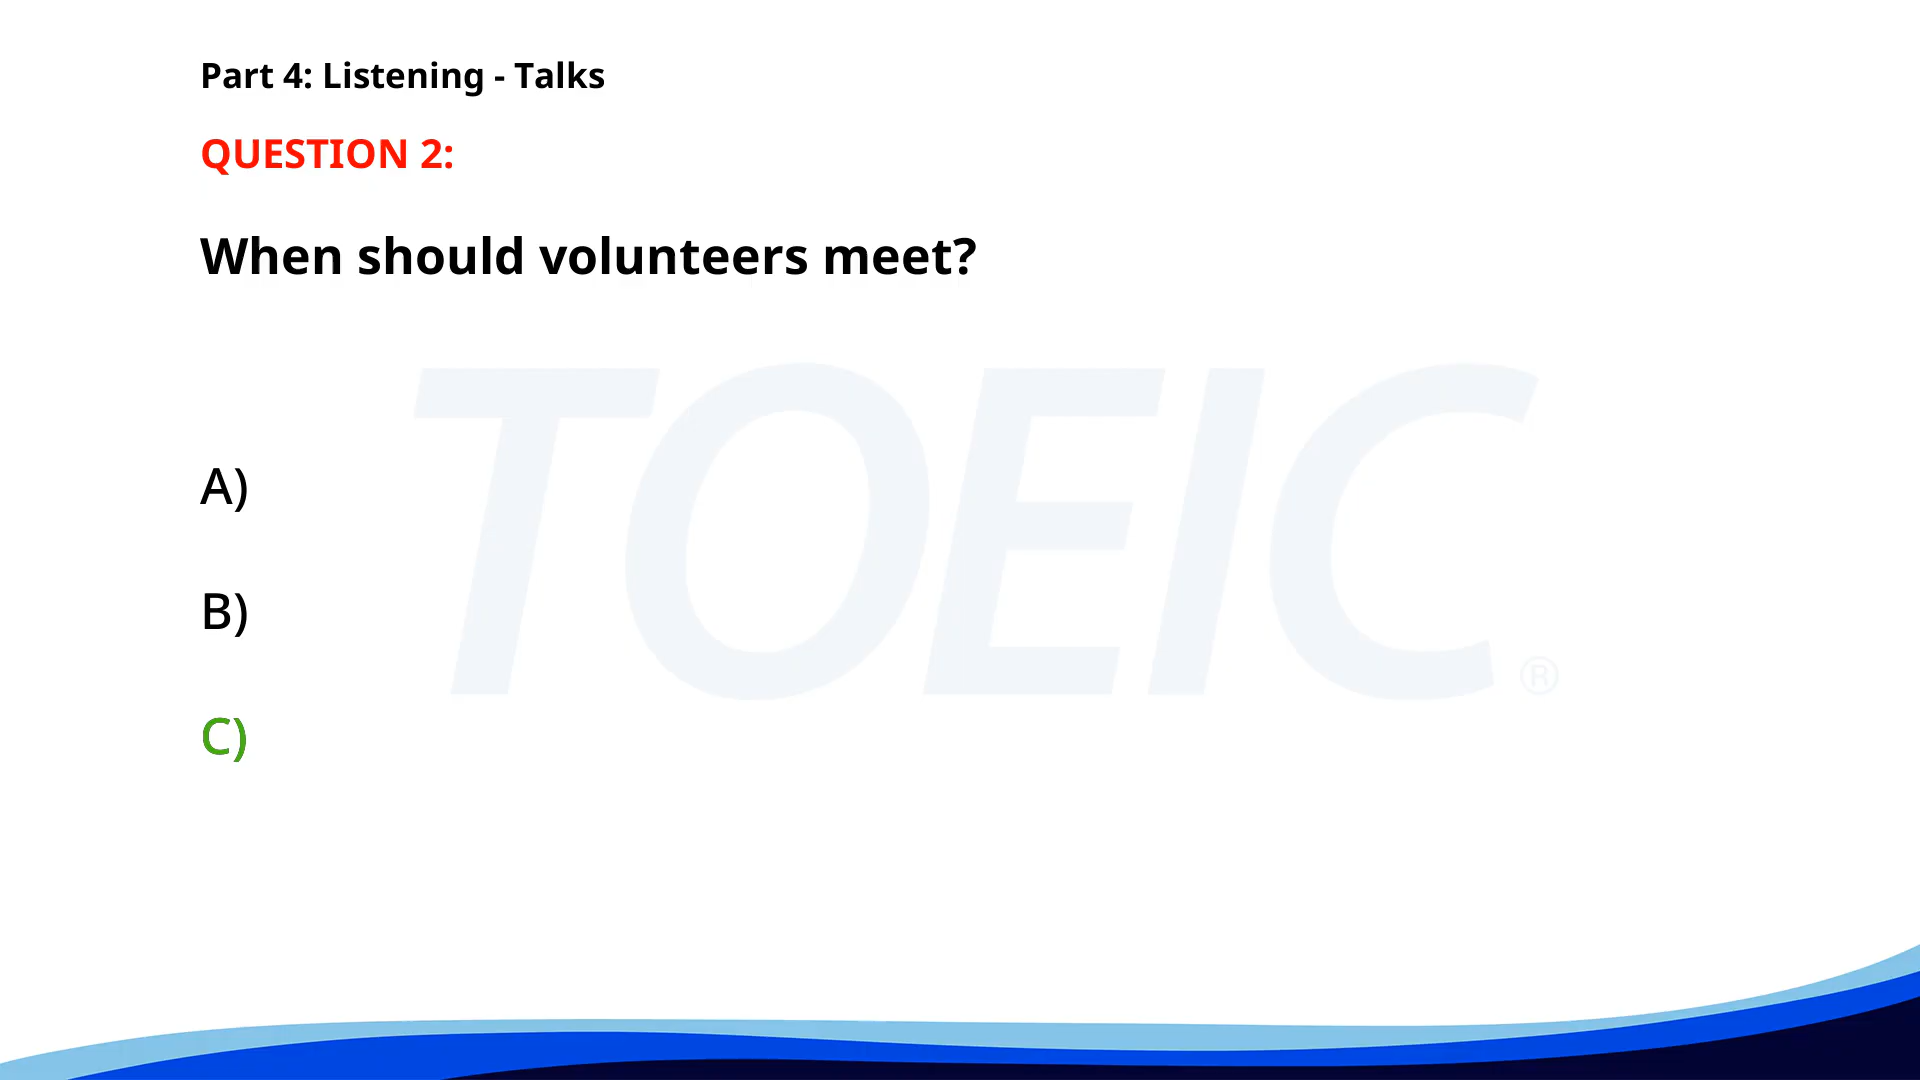 Part 4: Listening - Talks
QUESTION 2:
When should volunteers meet?
TOEIC®
A)
B)
C)